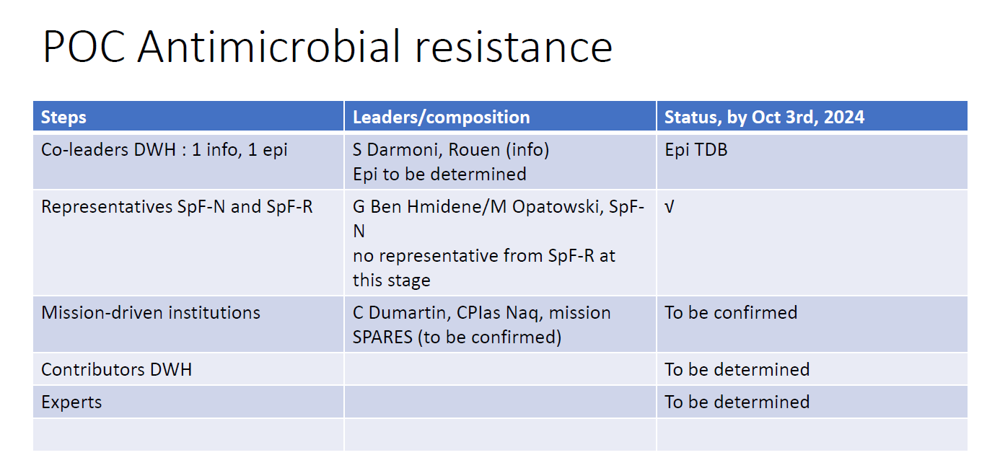 POC Antimicrobial resistance
Steps
Leaders/composition
Status, by Oct 3rd, 2024
Co-leaders DWH : 1 info, 1 epi
S Darmoni, Rouen (info)
Epi to be determined
Epi TDB
Representatives SpF-N and SpF-R
G Ben Hmidene/M Opatowski, SpF-
N
no representative from SpF-R at
this stage
√
Mission-driven institutions
C Dumartin, CPIas Naq, mission
SPARES (to be confirmed)
To be confirmed
Contributors DWH
To be determined
Experts
To be determined